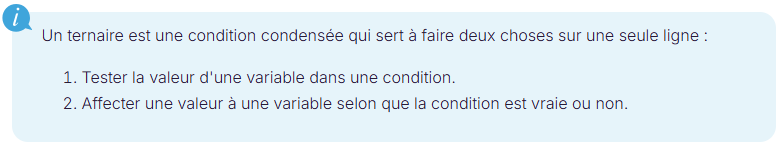 i
Un ternaire est une condition condensée qui sert à faire deux choses sur une seule ligne :
1. Tester la valeur d'une variable dans une condition.
2. Affecter une valeur à une variable selon que la condition est vraie ou non.